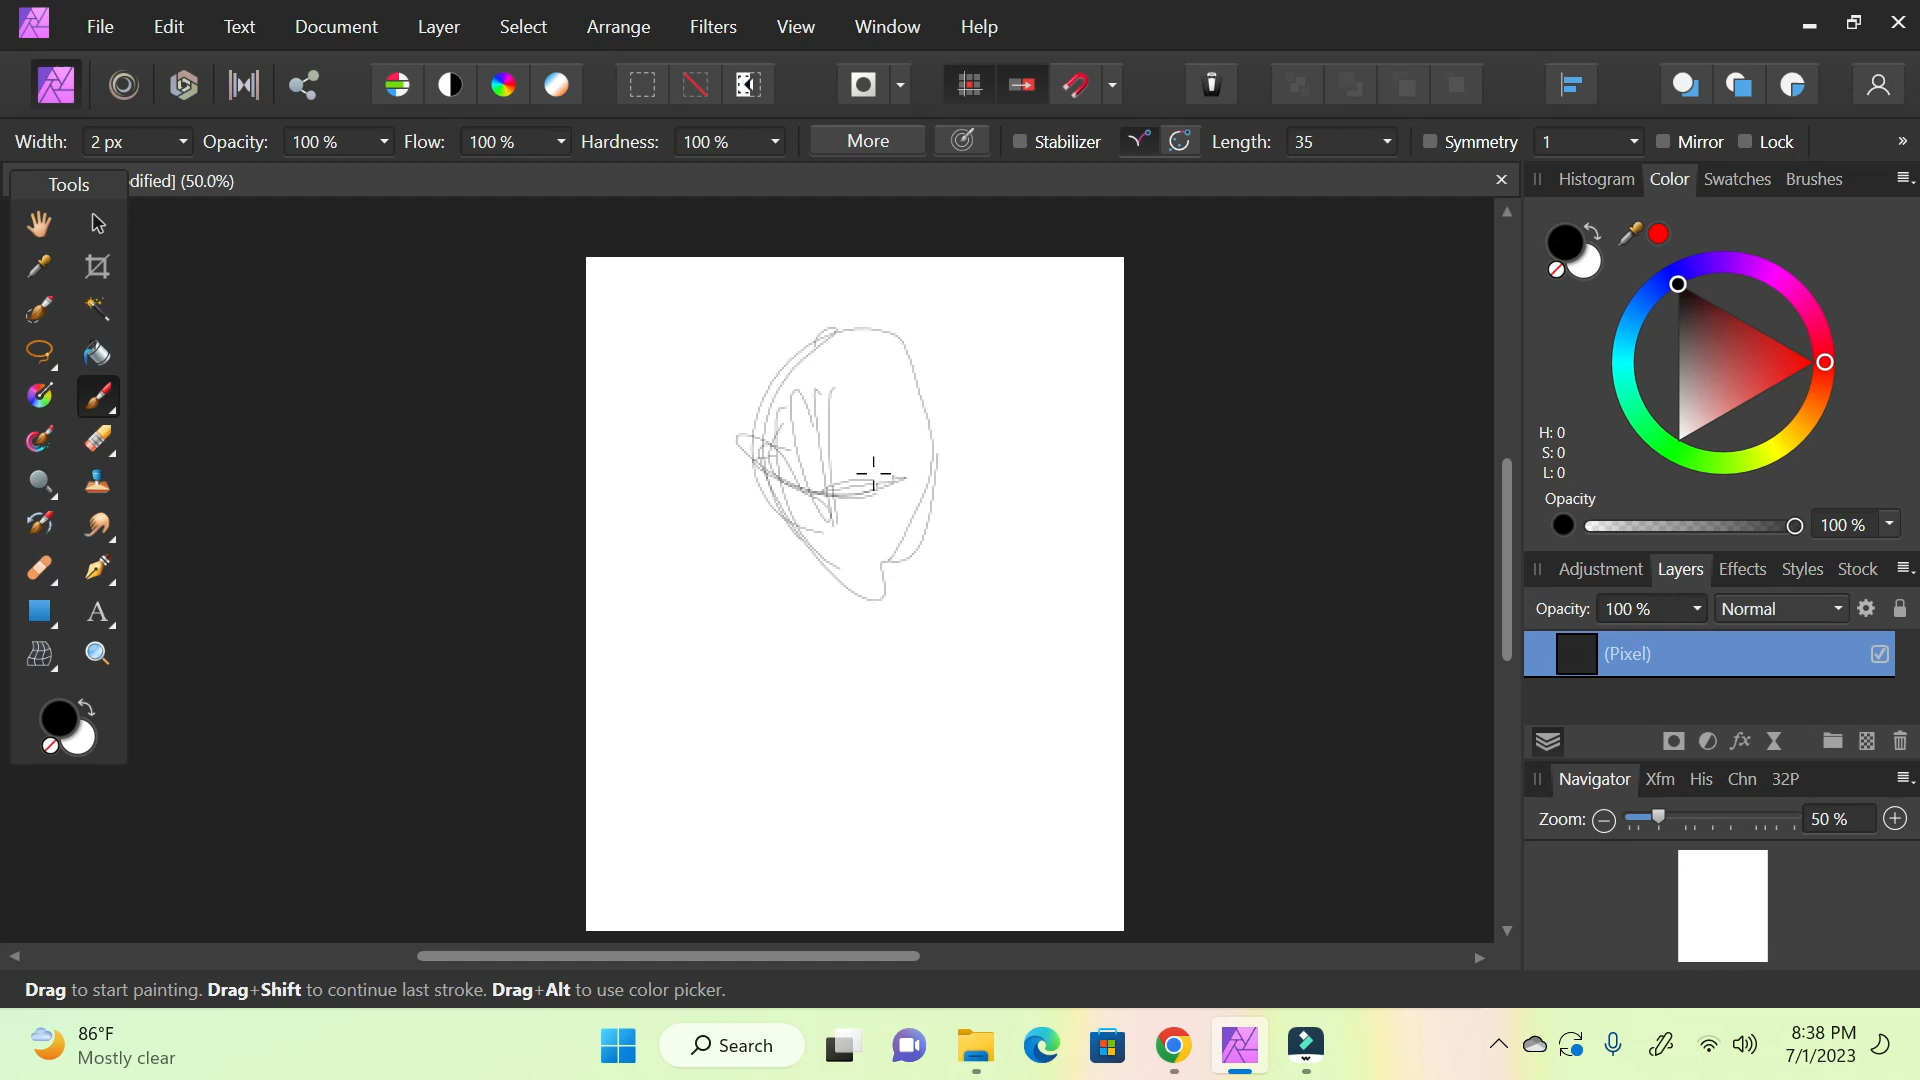 File Edit Text Document Layer Select Arrange Filters View Window Help
Width: 2 px Opacity: 100 % Flow: 100 % Hardness: 100 % More Stabilizer Length: 35 Symmetry 1 Mirror Lock »
Tools
dified] (50.0%)
Histogram Color Swatches Brushes
H: 0
S: 0
L: 0
Opacity
100 %
Adjustment Layers Effects Styles Stock
Opacity: 100 % Normal
(Pixel)
fx
Navigator Xfm His Chn 32P
Zoom: 50 %
A
Drag to start painting. Drag+Shift to continue last stroke. Drag+Alt to use color picker.
86°F
Mostly clear
Search
8:38 PM
7/1/2023